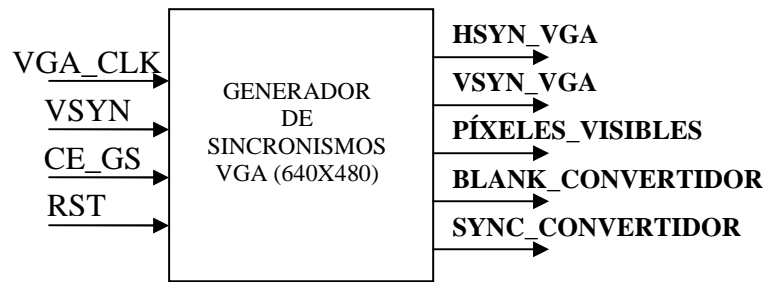 VGA_CLK
VSYN
CE_GS
RST
GENERADOR
DE
SINCRONISMOS
VGA (640X480)
HSYN_VGA
VSYN_VGA
PÍXELES_VISIBLES
BLANK_CONVERTIDOR
SYNC_CONVERTIDOR